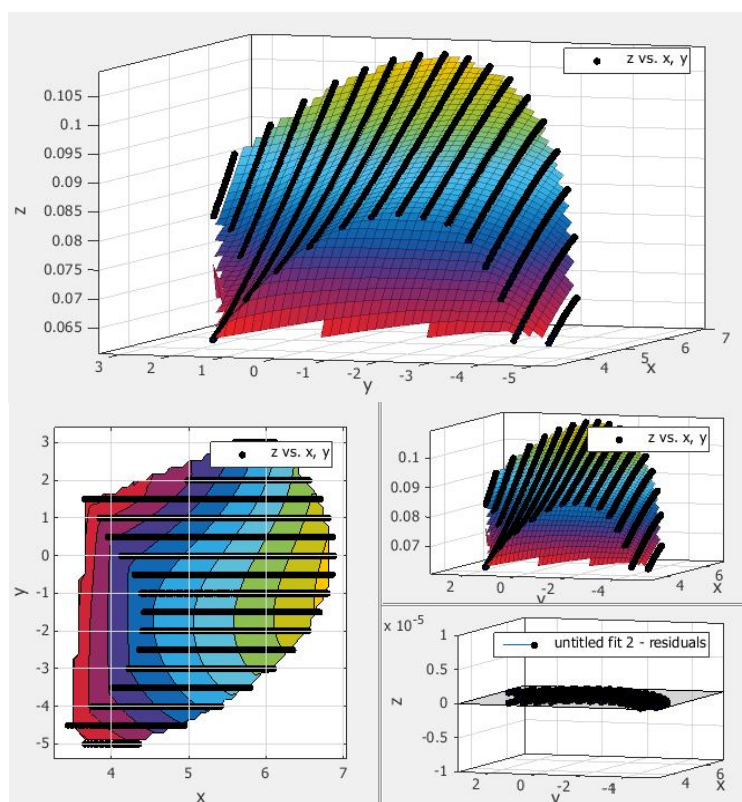 z vs. x, y
0.105
0.1
0.095
0.09
0.085
0.08
0.075
0.07
0.065
z
3 2 1 0 -1 -2 -3 -4 -5
y
4 5 6 7
x
z vs. x, y
3
2
1
0
-1
-2
-3
-4
-5
y
4 5 6 7
x
z vs. x, y
0.1
0.09
0.08
0.07
z
2 0 -2 -4
y
4 6
x
x 10-5
untitled fit 2 - residuals
1
0.5
0
-0.5
-1
z
2 0 -2 -4
y
4 6
x